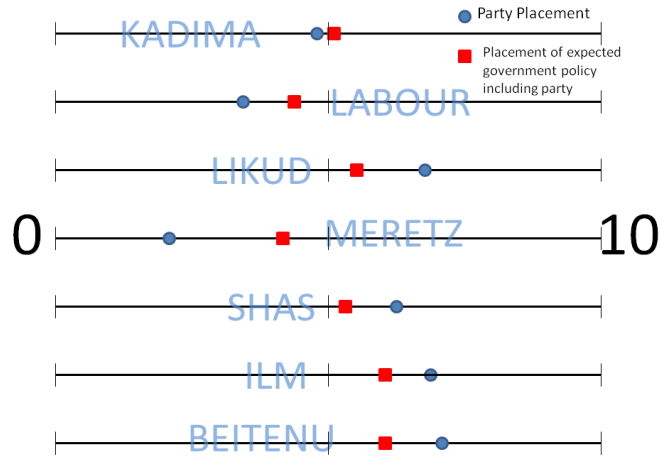 KADIMA
Party Placement
Placement of expected
government policy
including party
LABOUR
LIKUD
0
MERETZ
10
SHAS
ILM
BEITENU